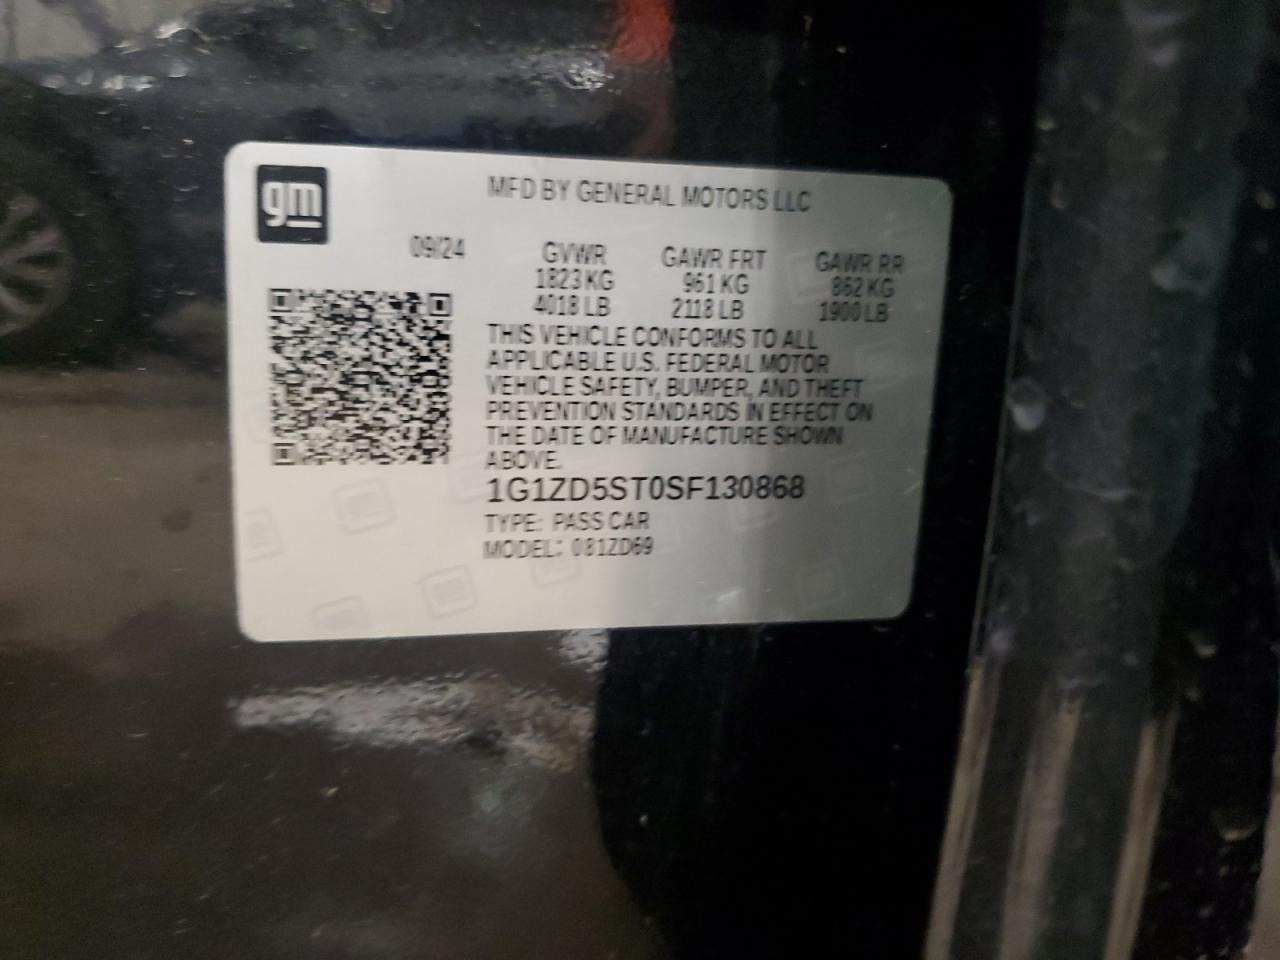 gm
MFD BY GENERAL MOTORS LLC
09/24 GVWR GAWR FRT GAWR RR
1823 KG 961 KG 862 KG
4018 LB 2118 LB 1900 LB
THIS VEHICLE CONFORMS TO ALL
APPLICABLE U.S. FEDERAL MOTOR
VEHICLE SAFETY, BUMPER, AND THEFT
PREVENTION STANDARDS IN EFFECT ON
THE DATE OF MANUFACTURE SHOWN
ABOVE.
1G1ZD5ST0SF130868
TYPE: PASS CAR
MODEL: 081ZD69